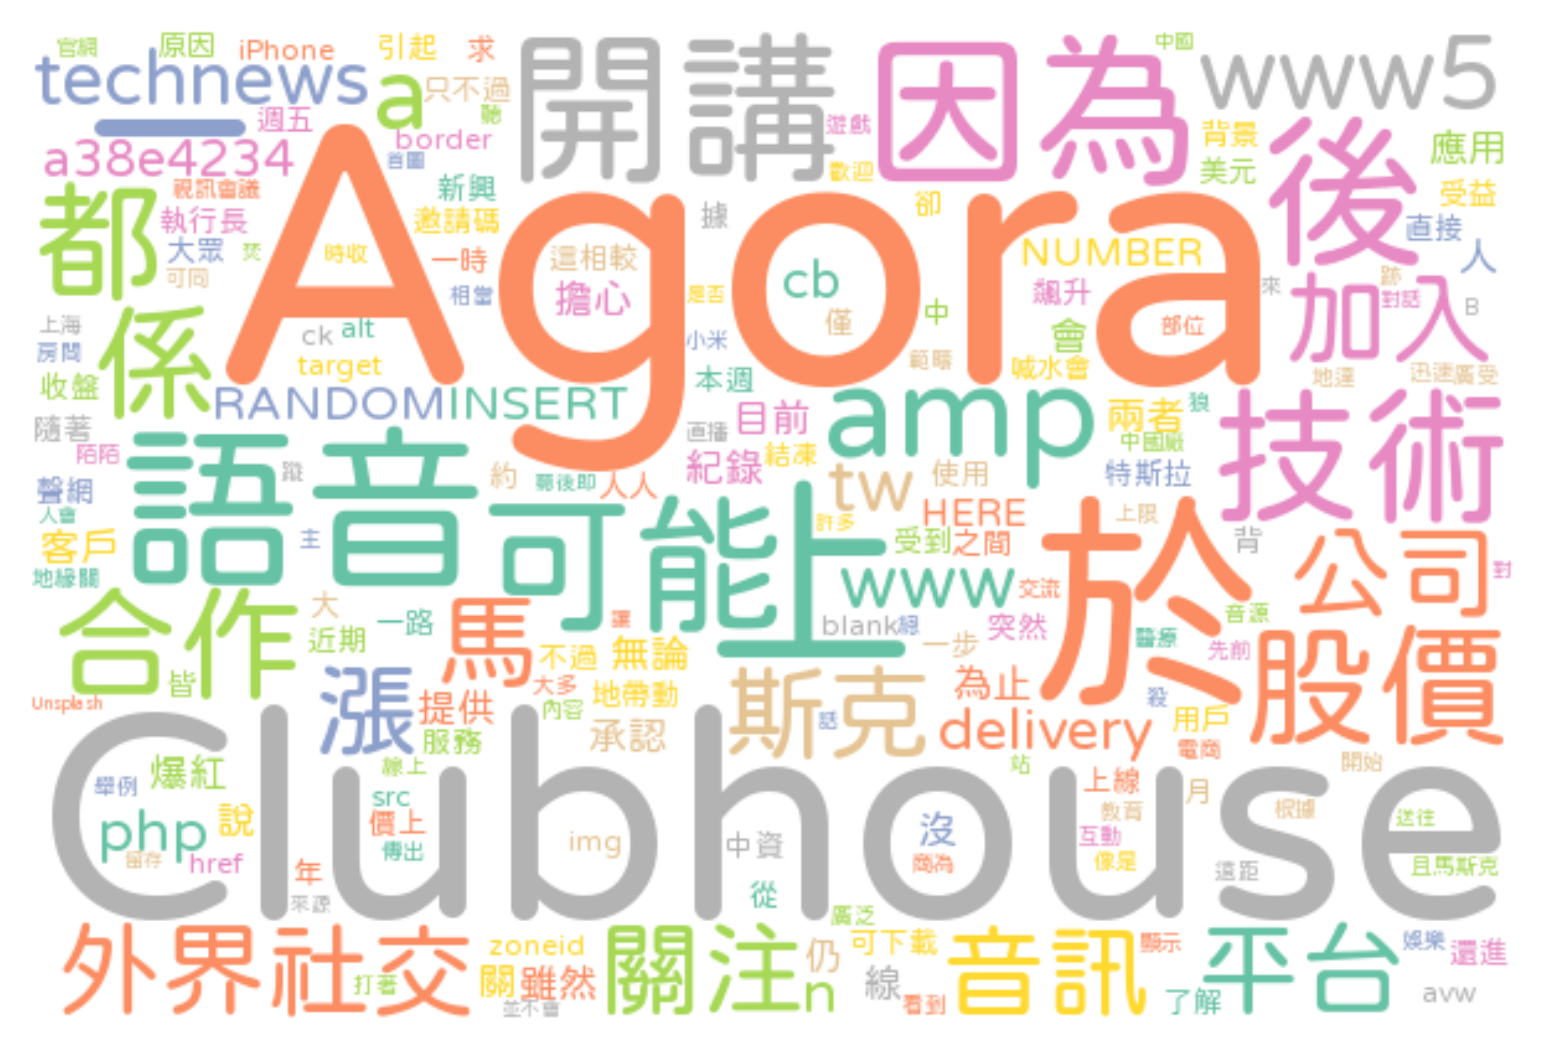 官網
原因
iPhone
引起
求
中國
technews
a
只不過
開講
因為
www5
週五
聽
遊戲
背景
應用
a38e4234
border
首圖
歡迎
美元
後
都
視訊會議
新興
Agora
受益
執行長
邀請碼
據
卻
直接
大眾
焚
時收
一時
這相較
cb
NUMBER
人
可同
相當
擔心
是否
飆升
來
跡
加入
對話
B
上海
係
ck
alt
僅
中
會
部位
房間
target
小米
範疇
喊水會
地達
迅速廣受
收盤
RANDOM
INSERT
本週
amp
兩者
狼
技術
隨著
語音
直播
目前
中國廠
陌陌
蹤
紀錄
結凍
tw
使用
特斯拉
聲網
約
人人
可能
上
許多
HERE
上限
於
人會
客戶
主
受到
之間
背
公司
地緣關
www
交流
對
合作
大
馬
讓
blank
音源
一路
近期
不過
無論
一步
突然
醫療
先前
股價
皆
漲
大多
地帶動
斯克
為止
殺
Unsplash
提供
內容
話
用戶
服務
承認
delivery
電商
Clubhouse
爆紅
線上
站
上線
開始
舉例
src
月
教育
根據
php
說
價上
沒
互動
送往
留存
href
傳出
img
中資
商為
像是
遠距
且馬斯克
年
來源
從
廣泛
外界
社交
zoneid
關注
可下載
音訊
顯示
平台
娛樂
還進
打著
關
雖然
仍
線
並不會
n
看到
了解
avw